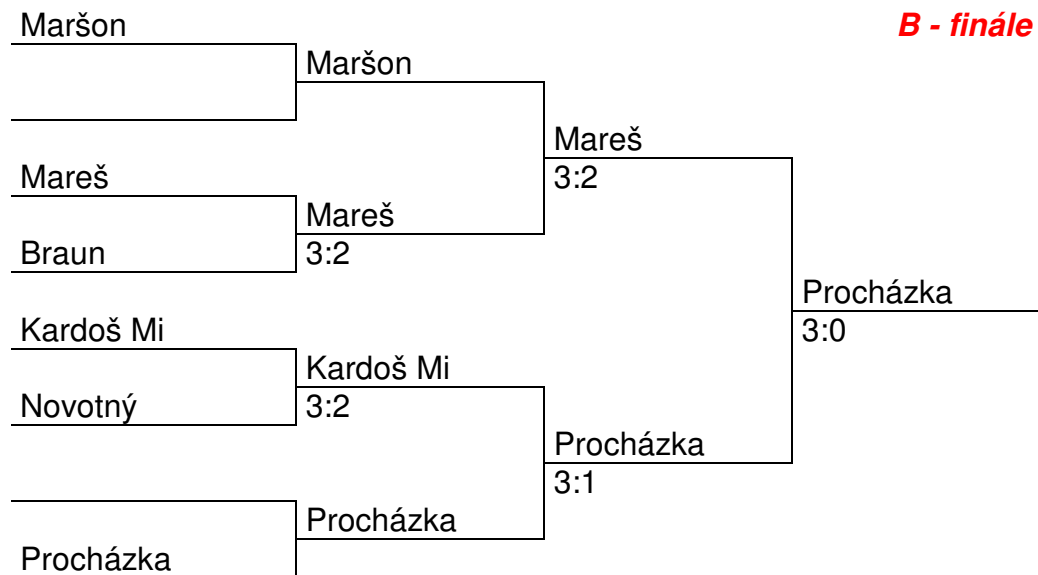 Maršon
B - finále
Maršon
Mareš
3:2
Mareš
Mareš
3:2
Braun
Procházka
3:0
Kardoš Mi
Kardoš Mi
3:2
Novotný
Procházka
3:1
Procházka
Procházka